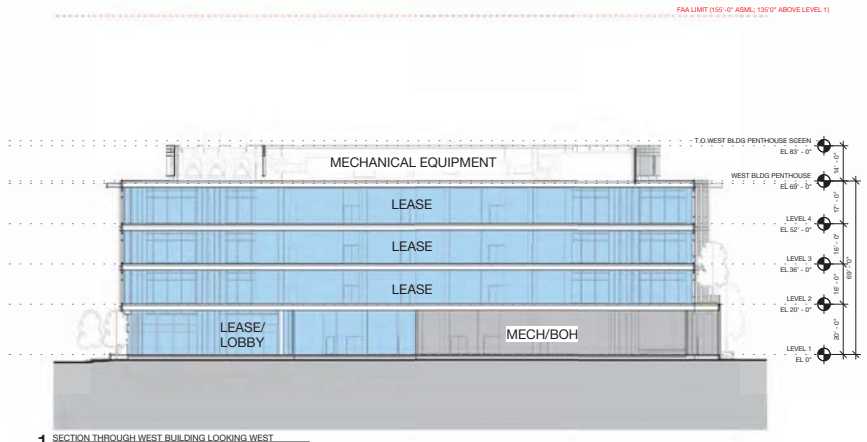 FAA LIMIT (155'-0" ASML; 135'0" ABOVE LEVEL 1)
T.O.WEST BLDG PENTHOUSE SCEEN
EL 83' - 0"
14' - 0"
MECHANICAL EQUIPMENT
WEST BLDG PENTHOUSE
EL 69' - 0"
17' - 0"
LEASE
LEVEL 4
EL 52' - 0"
16' - 0"
LEASE
LEVEL 3
EL 36' - 0"
69' - 0"
16' - 0"
LEASE
LEVEL 2
EL 20' - 0"
20' - 0"
LEASE/
LOBBY
MECH/BOH
LEVEL 1
EL 0"
1 SECTION THROUGH WEST BUILDING LOOKING WEST